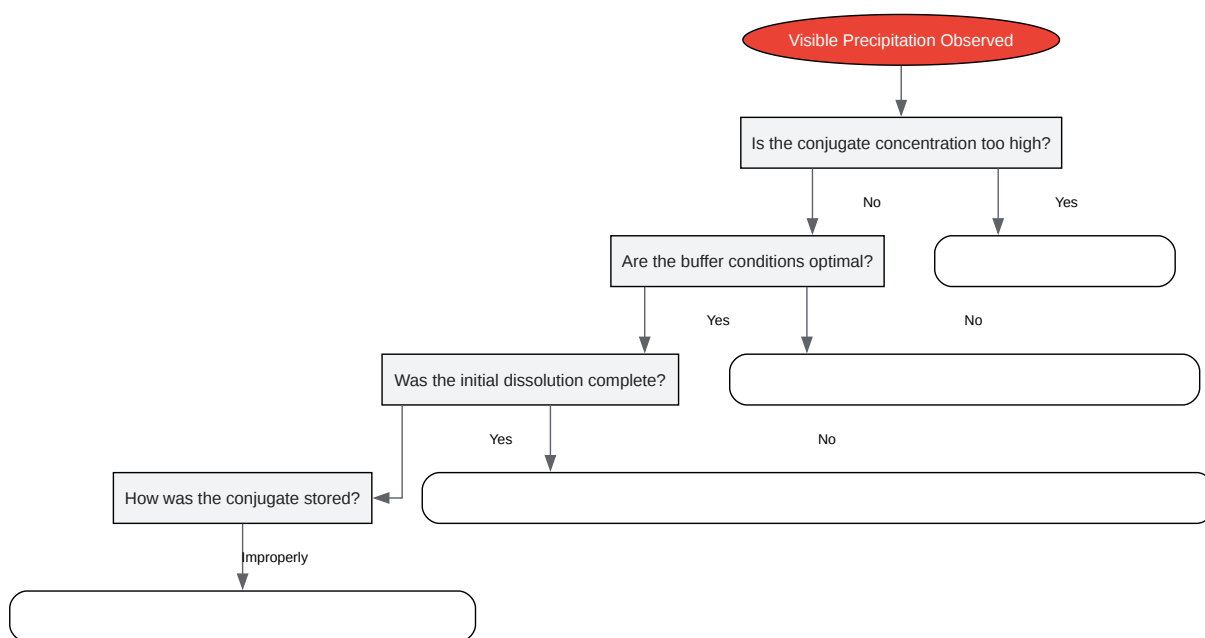 Visible Precipitation Observed
Is the conjugate concentration too high?
No
Yes
Are the buffer conditions optimal?
Yes
No
Was the initial dissolution complete?
Yes
No
How was the conjugate stored?
Improperly